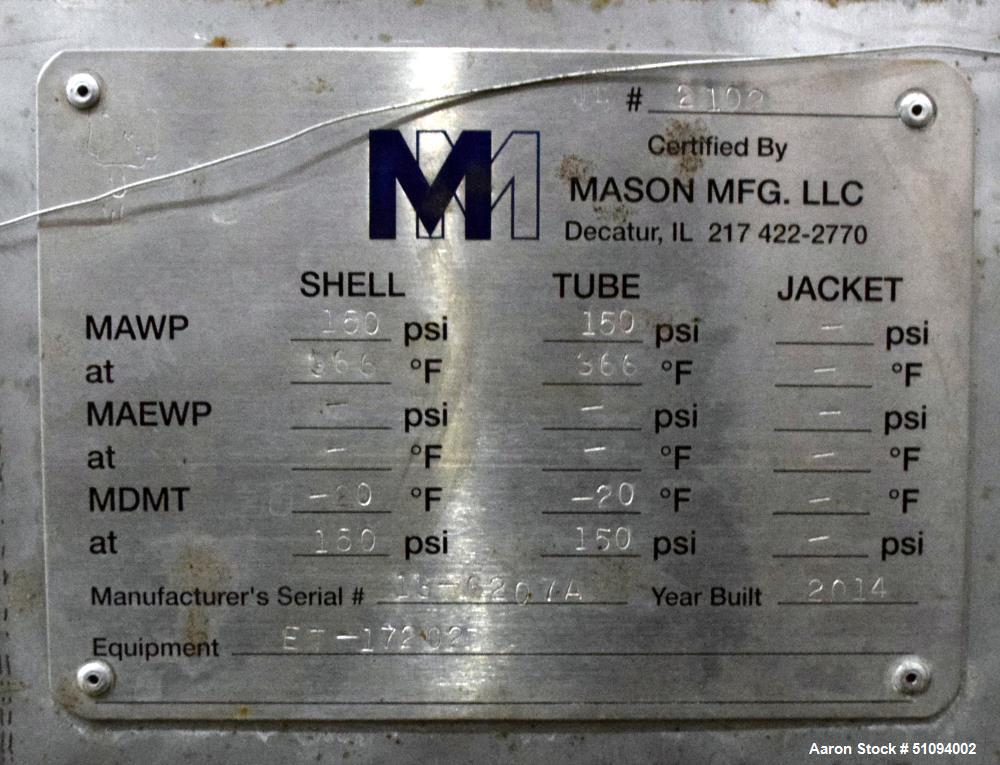 # 2102
Certified By
MASON MFG. LLC
Decatur, IL 217 422-2770
SHELL TUBE JACKET
MAWP 150 psi 150 psi - psi
at 366 °F 366 °F - °F
MAEWP - psi - psi - psi
at - °F - °F - °F
MDMT -20 °F -20 °F - °F
at 150 psi 150 psi - psi
Manufacturer's Serial # Year Built 2014
Equipment
Aaron Stock # 51094002